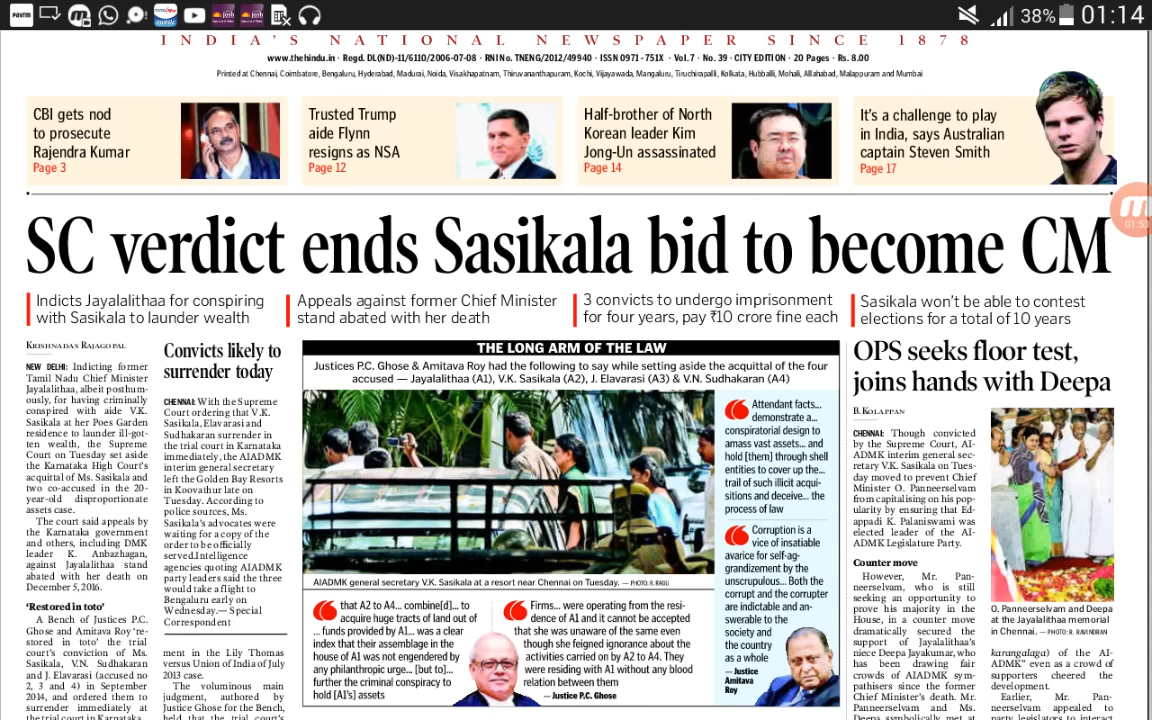 38% 01:14
INDIA'S NATIONAL NEWSPAPER SINCE 1878
www.thehindu.in · Regd. DL(ND)-11/6110/2006-07-08 · RNI No. TNENG/2012/49940 · ISSN 0971 - 751X · Vol. 7 · No. 39 · CITY EDITION · 20 Pages · Rs. 8.00
Printed at Chennai, Coimbatore, Bengaluru, Hyderabad, Madurai, Noida, Visakhapatnam, Thiruvananthapuram, Kochi, Vijayawada, Mangaluru, Tiruchirapalli, Kolkata, Hubballi, Mohali, Allahabad, Malappuram and Mumbai
CBI gets nod
to prosecute
Rajendra Kumar
Page 3
Trusted Trump
aide Flynn
resigns as NSA
Page 12
Half-brother of North
Korean leader Kim
Jong-Un assassinated
Page 14
It's a challenge to play
in India, says Australian
captain Steven Smith
Page 17
01:53
SC verdict ends Sasikala bid to become CM
Indicts Jayalalithaa for conspiring
with Sasikala to launder wealth
Appeals against former Chief Minister
stand abated with her death
3 convicts to undergo imprisonment
for four years, pay ₹10 crore fine each
Sasikala won't be able to contest
elections for a total of 10 years
KRISHNADAS RAJAGOPAL
NEW DELHI: Indicting former
Tamil Nadu Chief Minister
Jayalalithaa, albeit posthum-
ously, for having criminally
conspired with aide V.K.
Sasikala at her Poes Garden
residence to launder ill-got-
ten wealth, the Supreme
Court on Tuesday set aside
the Karnataka High Court's
acquittal of Ms. Sasikala and
two co-accused in the 20-
year-old disproportionate
assets case.
The court said appeals by
the Karnataka government
and others, including DMK
leader K. Anbazhagan,
against Jayalalithaa stand
abated with her death on
December 5, 2016.
'Restored in toto'
A Bench of Justices P.C.
Ghose and Amitava Roy 're-
stored in toto' the trial
court's conviction of Ms.
Sasikala, V.N. Sudhakaran
and J. Elavarasi (accused no
2, 3 and 4) in September
2014, and ordered them to
surrender immediately at
the trial court in Karnataka.
Convicts likely to
surrender today
CHENNAI: With the Supreme
Court ordering that V.K.
Sasikala, Elavarasi and
Sudhakaran surrender in
the trial court in Karnataka
immediately, the AIADMK
interim general secretary
left the Golden Bay Resorts
in Koovathur late on
Tuesday. According to
police sources, Ms.
Sasikala's advocates were
waiting for a copy of the
order to be officially
served.Intelligence
agencies quoting AIADMK
party leaders said the three
would take a flight to
Bengaluru early on
Wednesday.— Special
Correspondent
ment in the Lily Thomas
versus Union of India of July
2013 case.
The voluminous main
judgment, authored by
Justice Ghose for the Bench,
held that the trial court's
THE LONG ARM OF THE LAW
Justices P.C. Ghose & Amitava Roy had the following to say while setting aside the acquittal of the four
accused — Jayalalithaa (A1), V.K. Sasikala (A2), J. Elavarasi (A3) & V.N. Sudhakaran (A4)
AIADMK general secretary V.K. Sasikala at a resort near Chennai on Tuesday. — PHOTO: R. RAGU
that A2 to A4... combine[d]... to
acquire huge tracts of land out of
... funds provided by A1... was a clear
index that their assemblage in the
house of A1 was not engendered by
any philanthropic urge... [but to]...
further the criminal conspiracy to
hold [A1's] assets
Firms... were operating from the resi-
dence of A1 and it cannot be accepted
that she was unaware of the same even
though she feigned ignorance about the
activities carried on by A2 to A4. They
were residing with A1 without any blood
relation between them
— Justice P.C. Ghose
Attendant facts...
demonstrate a...
conspiratorial design to
amass vast assets... and
hold [them] through shell
entities to cover up the...
trail of such illicit acqui-
sitions and deceive... the
process of law
Corruption is a
vice of insatiable
avarice for self-ag-
grandizement by the
unscrupulous... Both the
corrupt and the corrupter
are indictable and an-
swerable to the
society and
the country
as a whole
— Justice
Amitava
Roy
OPS seeks floor test,
joins hands with Deepa
B. KOLAPPAN
CHENNAI: Though convicted
by the Supreme Court, AI-
ADMK interim general sec-
retary V.K. Sasikala on Tues-
day moved to prevent Chief
Minister O. Panneerselvam
from capitalising on his pop-
ularity by ensuring that Ed-
appadi K. Palaniswami was
elected leader of the AI-
ADMK Legislature Party.
Counter move
However, Mr. Pan-
neerselvam, who is still
seeking an opportunity to
prove his majority in the
House, in a counter move
dramatically secured the
support of Jayalalithaa's
niece Deepa Jayakumar, who
has been drawing fair
crowds of AIADMK sym-
pathisers since the former
Chief Minister's death. Mr.
Panneerselvam and Ms.
Deepa symbolically met at
O. Panneerselvam and Deepa
at the Jayalalithaa memorial
in Chennai. — PHOTO: R. RAVINDRAN
karangalaga) of the AI-
ADMK" even as a crowd of
supporters cheered the
development.
Earlier, Mr. Pan-
neerselvam appealed to
party legislators to interact